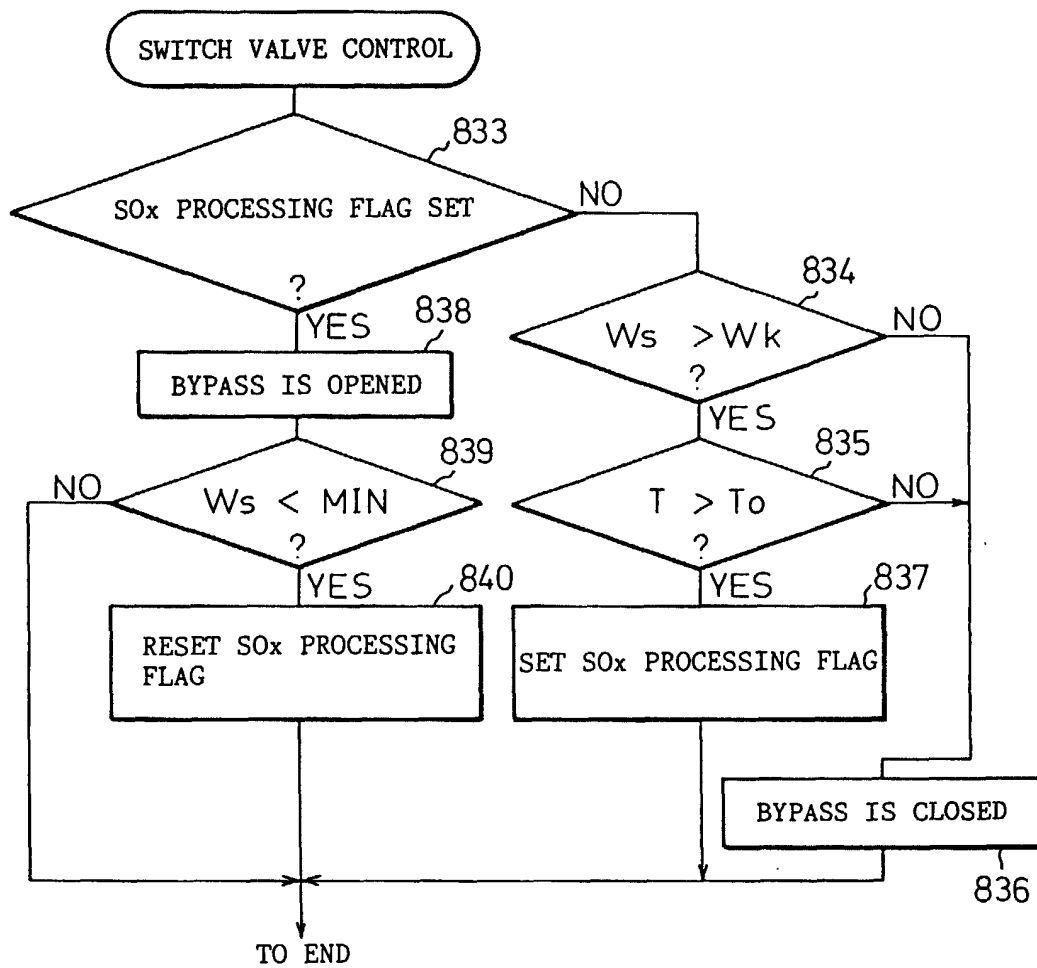 SWITCH VALVE CONTROL
833
SOx PROCESSING FLAG SET
?
NO
YES
834
Ws > Wk
?
NO
YES
838
BYPASS IS OPENED
839
Ws < MIN
?
NO
YES
835
T > To
?
NO
YES
840
RESET SOx PROCESSING
FLAG
837
SET SOx PROCESSING FLAG
BYPASS IS CLOSED
836
TO END